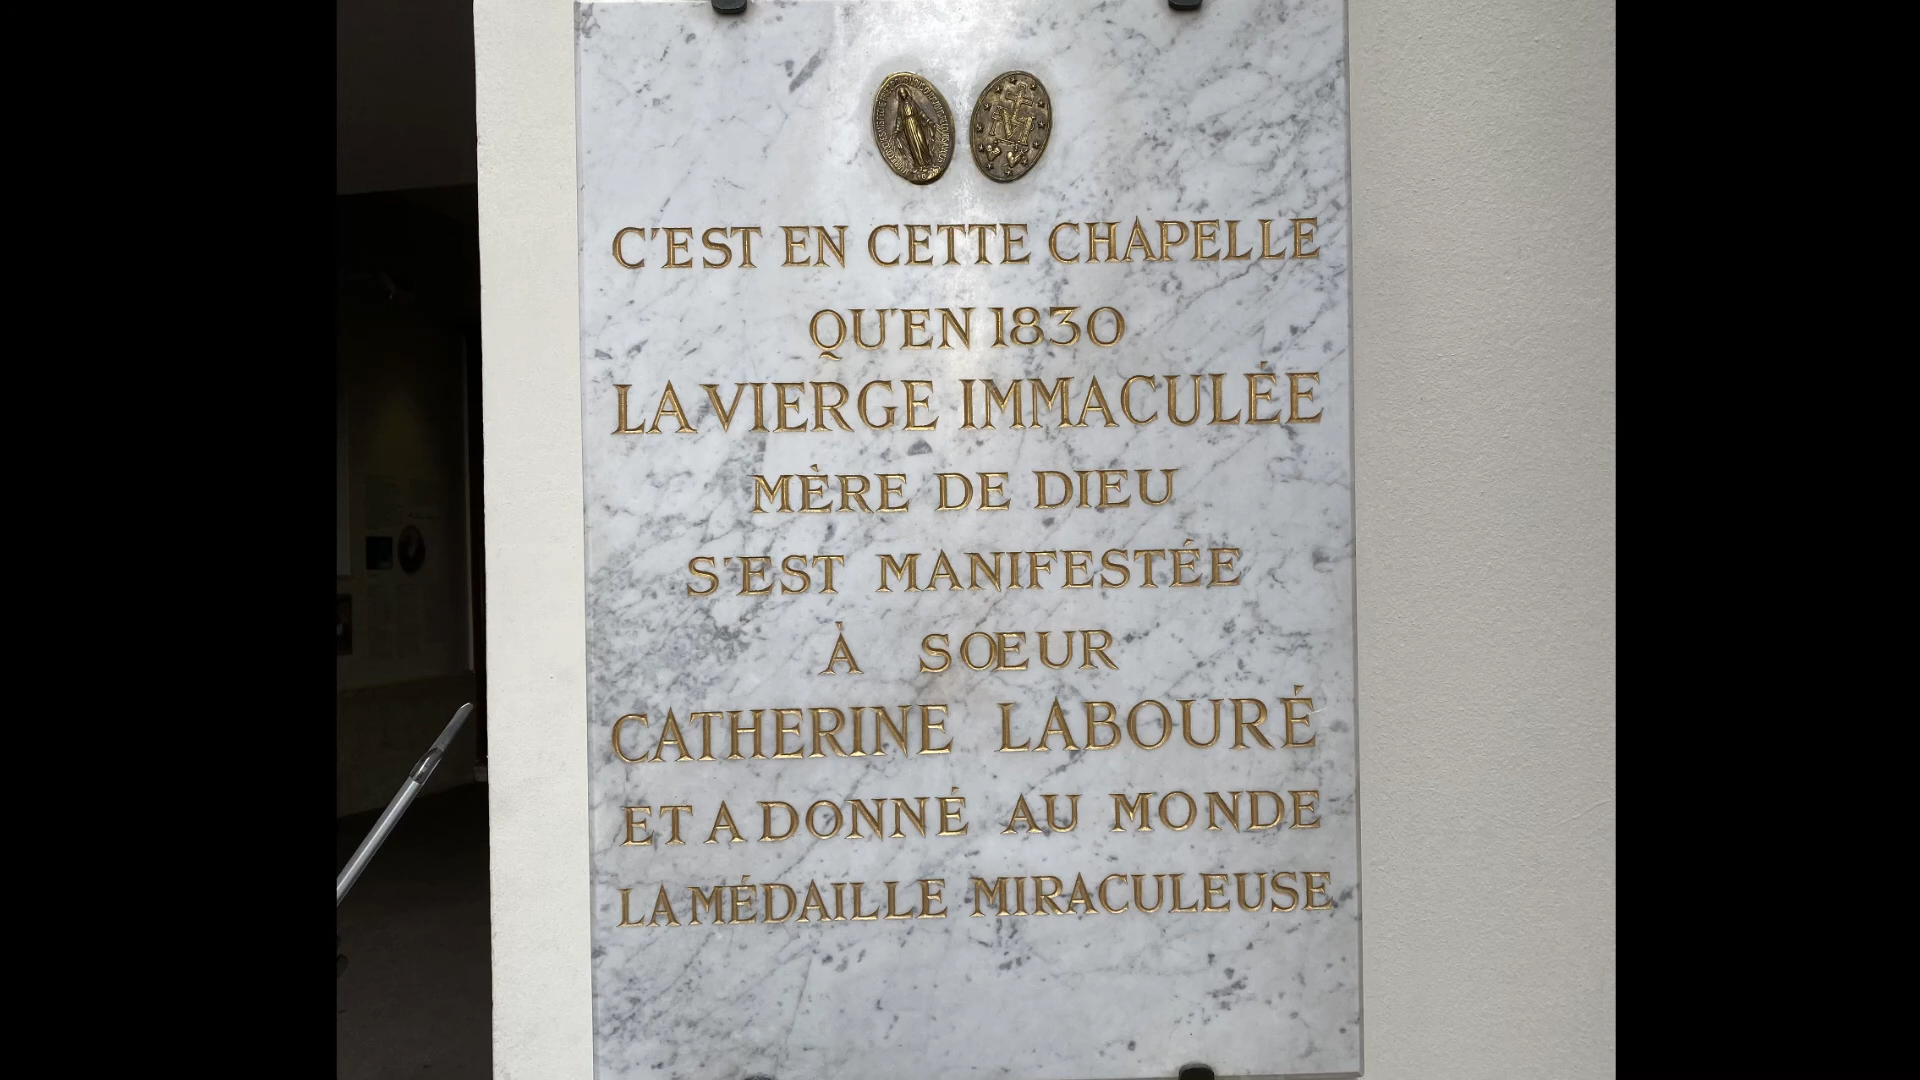 C'EST EN CETTE CHAPELLE
QU'EN 1830
LA VIERGE IMMACULÉE
MÈRE DE DIEU
S'EST MANIFESTÉE
À SŒUR
CATHERINE LABOURÉ
ET A DONNÉ AU MONDE
LA MÉDAILLE MIRACULEUSE